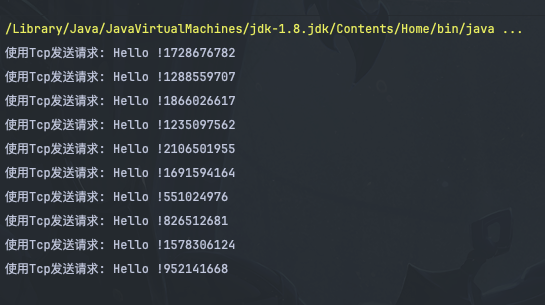 /Library/Java/JavaVirtualMachines/jdk-1.8.jdk/Contents/Home/bin/java ...
使用Tcp发送请求: Hello !1728676782
使用Tcp发送请求: Hello !1288559707
使用Tcp发送请求: Hello !1866026617
使用Tcp发送请求: Hello !1235097562
使用Tcp发送请求: Hello !2106501955
使用Tcp发送请求: Hello !1691594164
使用Tcp发送请求: Hello !551024976
使用Tcp发送请求: Hello !826512681
使用Tcp发送请求: Hello !1578306124
使用Tcp发送请求: Hello !952141668